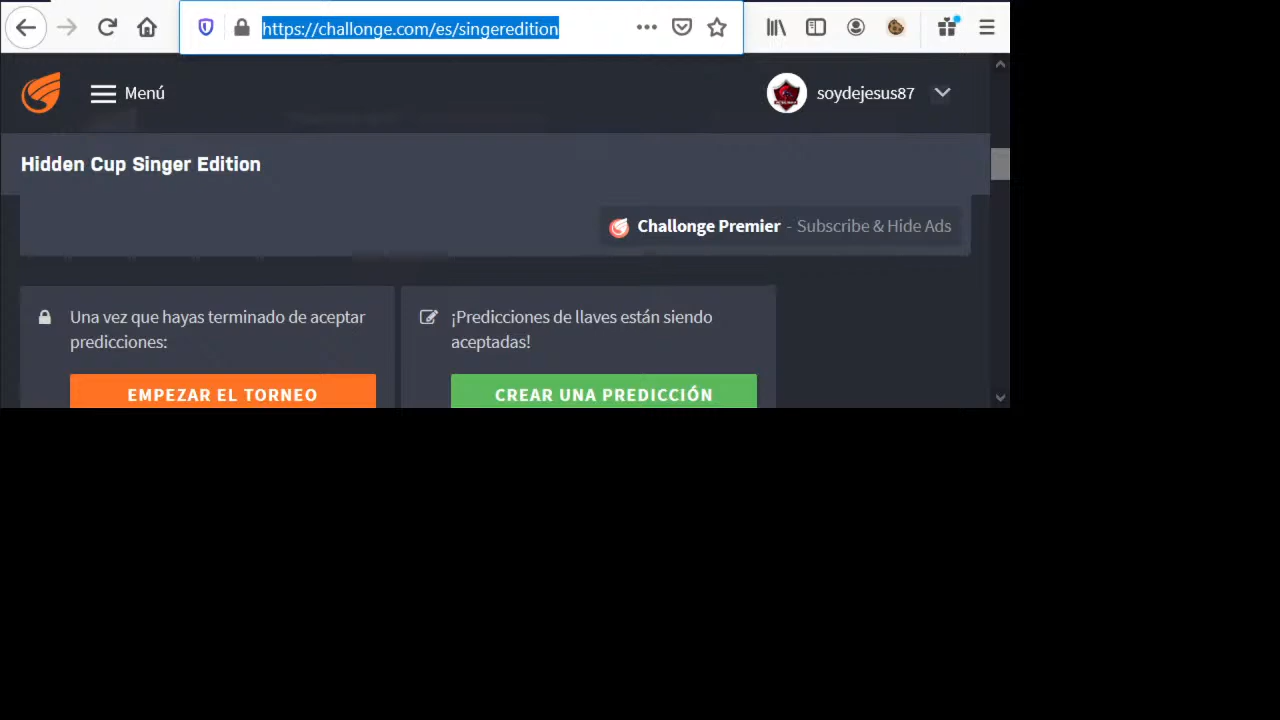 https://challonge.com/es/singeredition
Menú
soydejesus87
Hidden Cup Singer Edition
Challonge Premier - Subscribe & Hide Ads
Una vez que hayas terminado de aceptar
predicciones:
EMPEZAR EL TORNEO
¡Predicciones de llaves están siendo
aceptadas!
CREAR UNA PREDICCIÓN